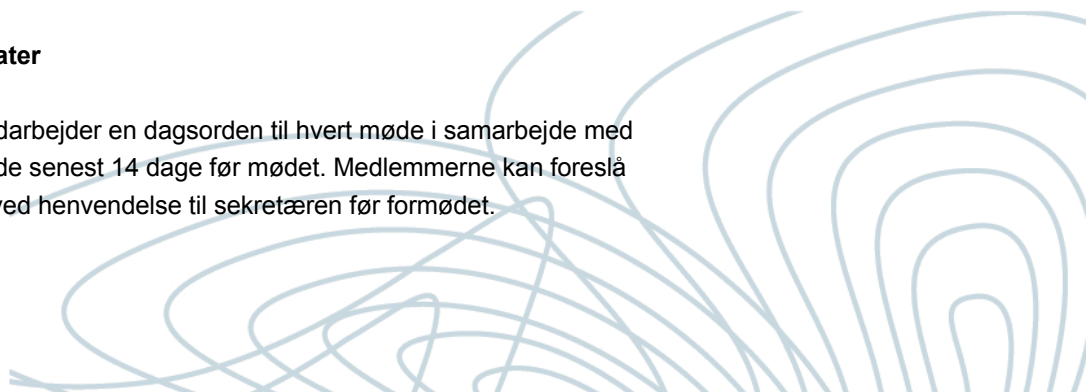 ater
darbejder en dagsorden til hvert møde i samarbejde med
de senest 14 dage før mødet. Medlemmerne kan foreslå
ved henvendelse til sekretæren før formødet.